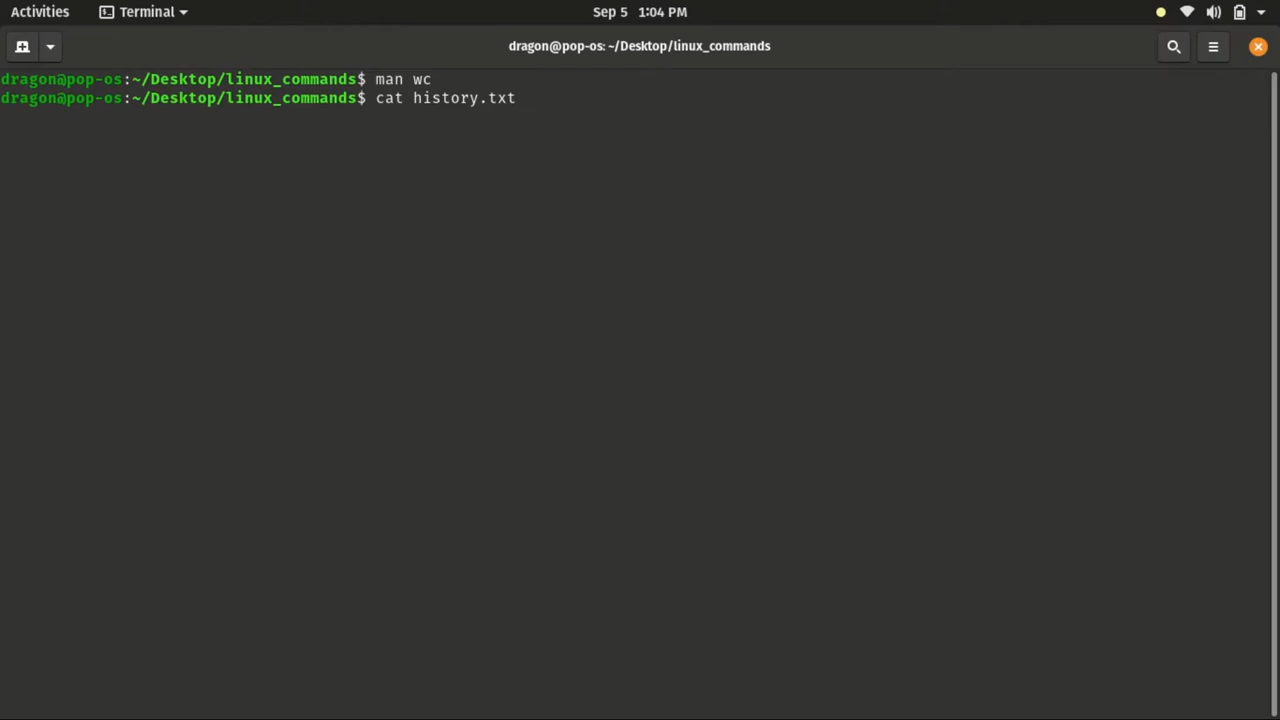 Activities Terminal Sep 5 1:04 PM
dragon@pop-os: ~/Desktop/linux_commands
dragon@pop-os:~/Desktop/linux_commands$ man wc
dragon@pop-os:~/Desktop/linux_commands$ cat history.txt